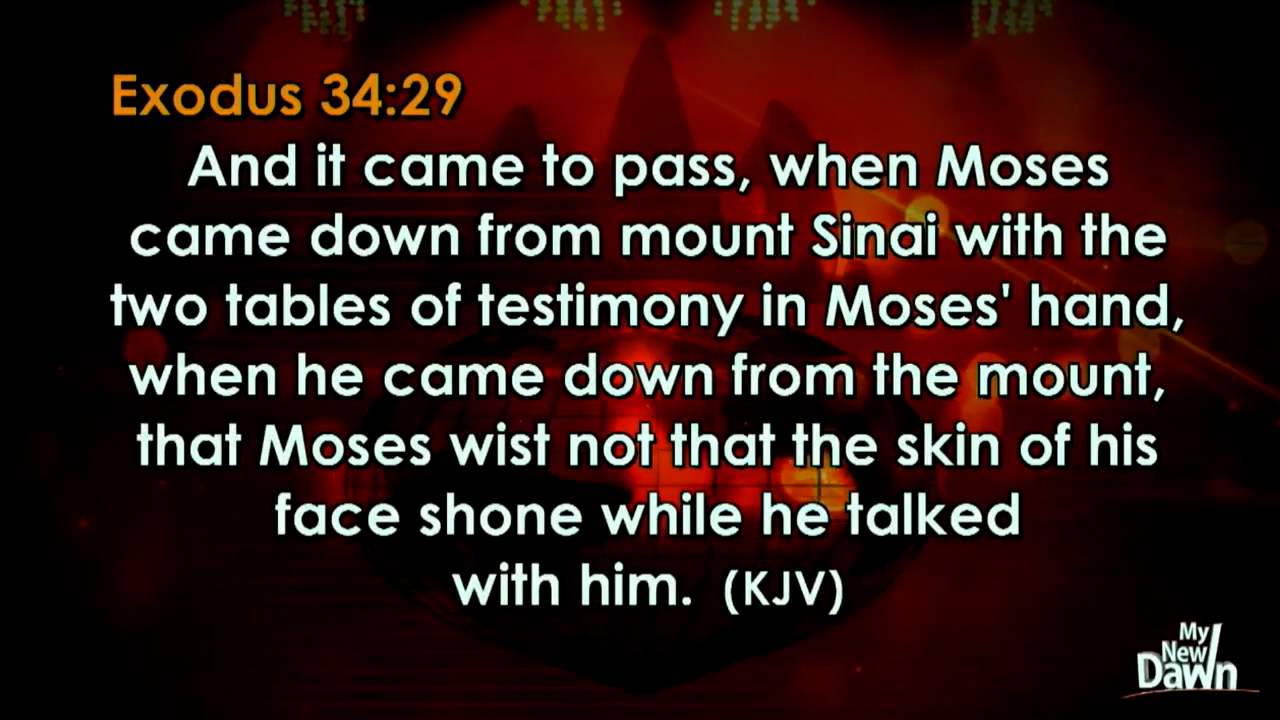 Exodus 34:29
And it came to pass, when Moses
came down from mount Sinai with the
two tables of testimony in Moses' hand,
when he came down from the mount,
that Moses wist not that the skin of his
face shone while he talked
with him. (KJV)
My
New
Dawn